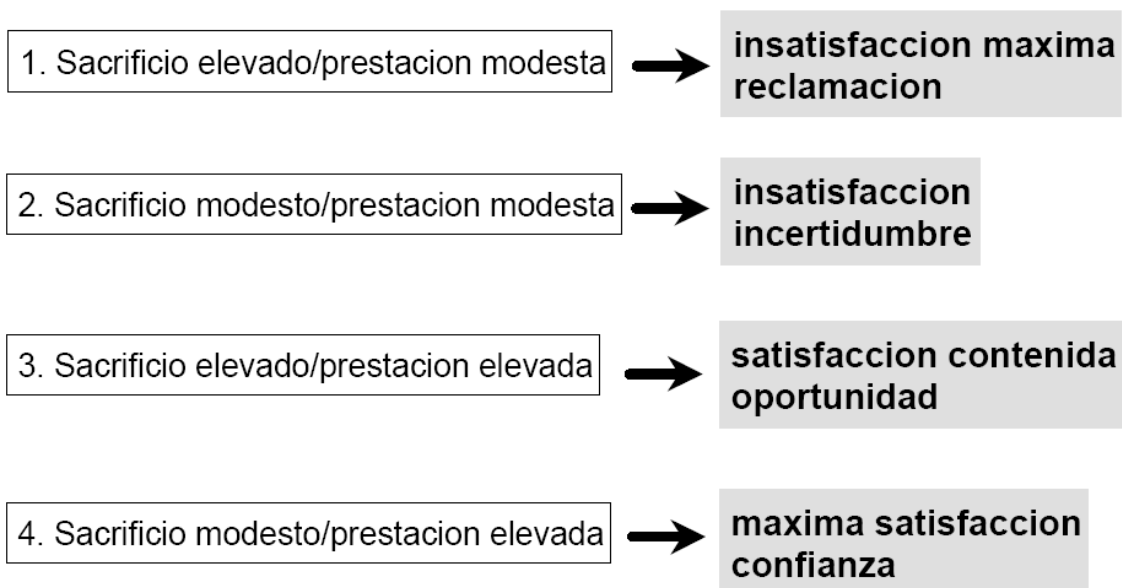 1. Sacrificio elevado/prestacion modesta
insatisfaccion maxima
reclamacion
2. Sacrificio modesto/prestacion modesta
insatisfaccion
incertidumbre
3. Sacrificio elevado/prestacion elevada
satisfaccion contenida
oportunidad
4. Sacrificio modesto/prestacion elevada
maxima satisfaccion
confianza